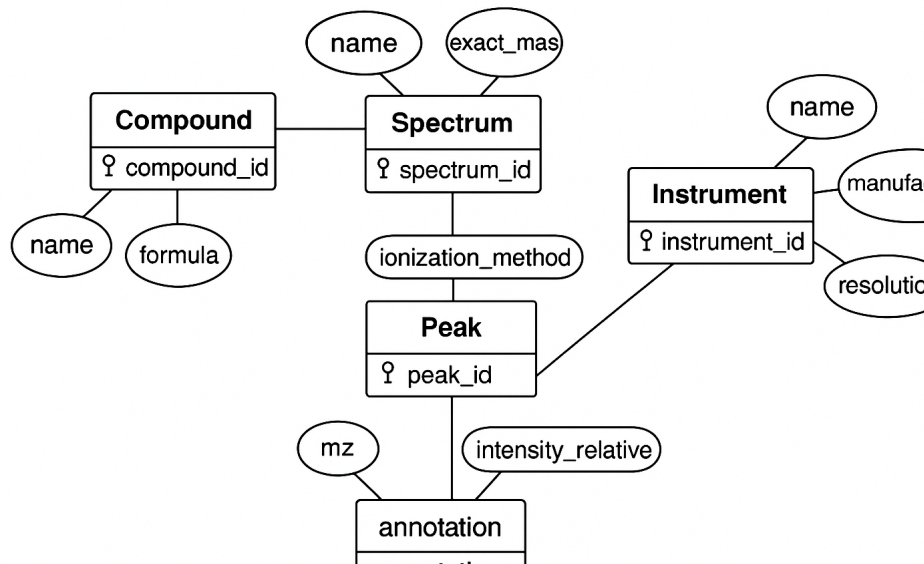 name
exact_mas
Compound
compound_id
name
formula
Spectrum
spectrum_id
ionization_method
Instrument
instrument_id
name
manufa
resolutio
Peak
peak_id
mz
intensity_relative
annotation